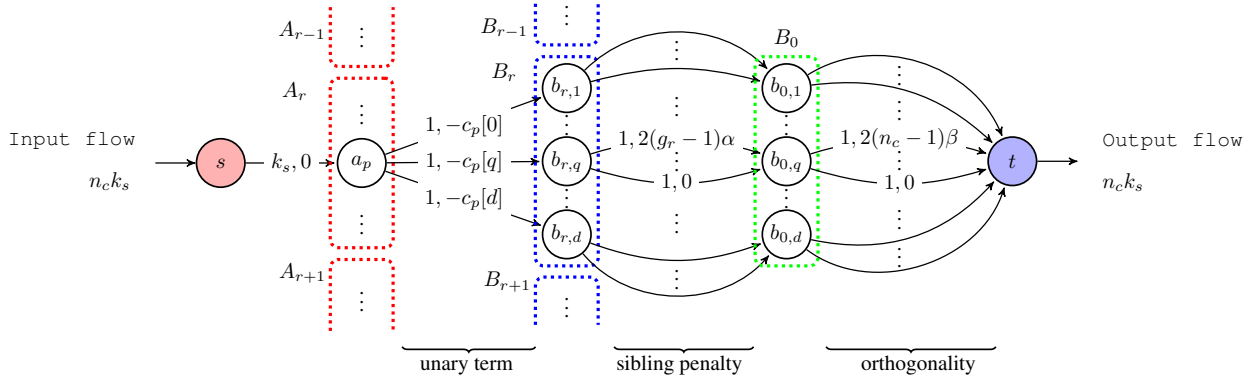 A_{r-1}
B_{r-1}
B_0
A_r
B_r
b_{r,1}
b_{0,1}
1, -c_p[0]
Input flow
n_c k_s
s
k_s, 0
a_p
1, -c_p[q]
b_{r,q}
1, 2(g_r - 1)α
1, 0
b_{0,q}
1, 2(n_c - 1)β
1, 0
t
Output flow
n_c k_s
1, -c_p[d]
b_{r,d}
b_{0,d}
A_{r+1}
B_{r+1}
unary term
sibling penalty
orthogonality